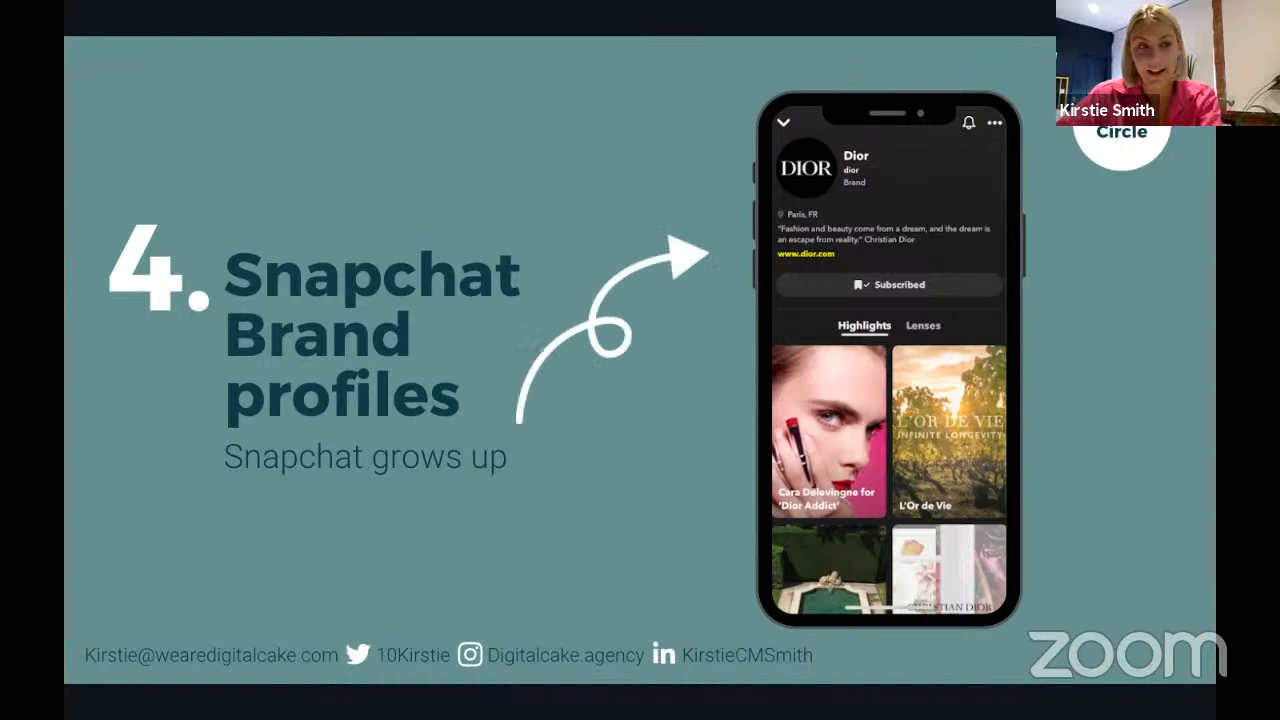 Kirstie Smith
Circle
4.
Snapchat
Brand
profiles
Snapchat grows up
DIOR
Dior
dior
Brand
Paris, FR
"Fashion and beauty come from a dream, and the dream is
an escape from reality." Christian Dior
www.dior.com
Subscribed
Highlights Lenses
Cara Delevingne for
'Dior Addict'
L'OR DE VIE
INFINITE LONGEVITY
L'Or de Vie
CHRISTIAN DIOR
Kirstie@wearedigitalcake.com 10Kirstie Digitalcake.agency in KirstieCMSmith
zoom